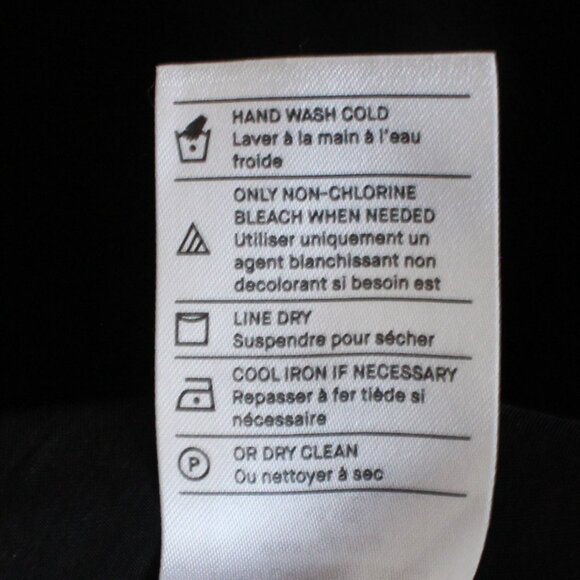 HAND WASH COLD
Laver à la main à l'eau
froide
ONLY NON-CHLORINE
BLEACH WHEN NEEDED
Utiliser uniquement un
agent blanchissant non
decolorant si besoin est
LINE DRY
Suspendre pour sécher
COOL IRON IF NECESSARY
Repasser à fer tiède si
nécessaire
P
OR DRY CLEAN
Ou nettoyer à sec